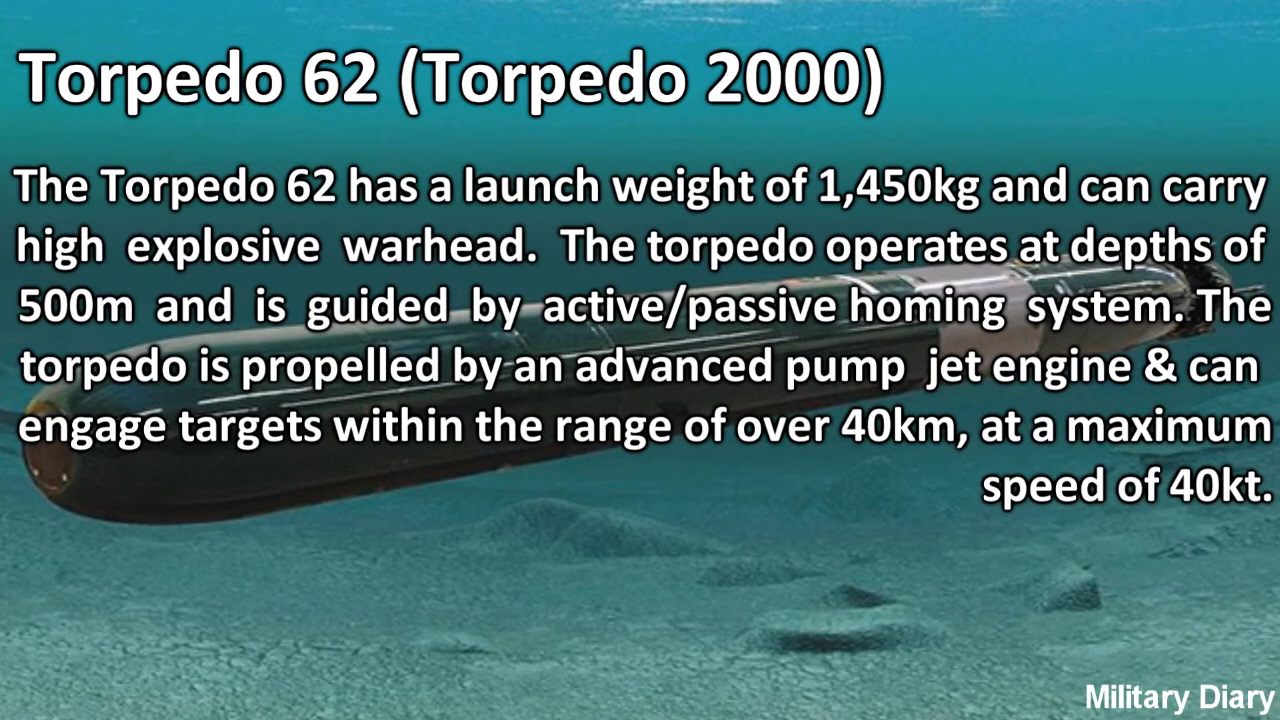 Torpedo 62 (Torpedo 2000)
The Torpedo 62 has a launch weight of 1,450kg and can carry
high explosive warhead. The torpedo operates at depths of
500m and is guided by active/passive homing system. The
torpedo is propelled by an advanced pump jet engine & can
engage targets within the range of over 40km, at a maximum
speed of 40kt.
Military Diary